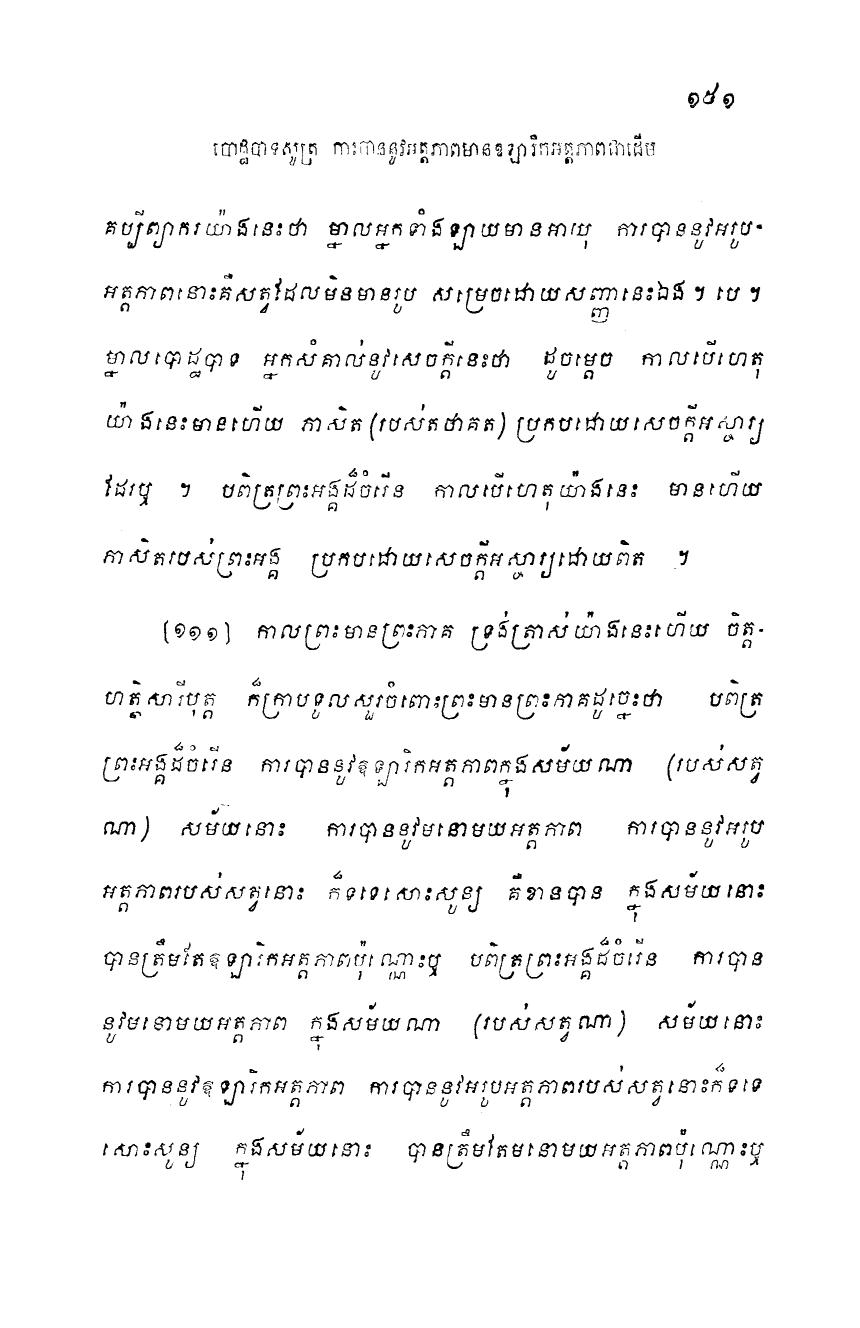 ១៥១
បោដ្ឋបាទសូត្រ ការបាននូវអត្តភាពមានឱឡារិកអត្តភាពជាដើម
គប្បីព្យាករយ៉ាងនេះថា ម្នាលអ្នកទាំងឡាយមានអាយុ ការបាននូវអរូប-
អត្តភាពនោះគឺសត្វដែលមិនមានរូប សម្រេចដោយសញ្ញានេះឯង ។ បេ ។
ម្នាលបោដ្ឋបាទ អ្នកសំគាល់នូវសេចក្តីនេះថា ដូចម្តេច កាលបើហេតុ
យ៉ាងនេះមានហើយ ភាសិត (របស់តថាគត) ប្រកបដោយសេចក្តីអស្ចារ្យ
ដែរឬ ។ បពិត្រព្រះអង្គដ៏ចំរើន កាលបើហេតុយ៉ាងនេះ មានហើយ
ភាសិតរបស់ព្រះអង្គ ប្រកបដោយសេចក្តីអស្ចារ្យដោយពិត ។
(១១១) កាលព្រះមានព្រះភាគ ទ្រង់ត្រាស់យ៉ាងនេះហើយ ចិត្ត-
ហត្ថិសារីបុត្ត ក៏ក្រាបទូលសួរចំពោះព្រះមានព្រះភាគដូច្នេះថា បពិត្រ
ព្រះអង្គដ៏ចំរើន ការបាននូវឱឡារិកអត្តភាពក្នុងសម័យណា (របស់សត្វ
ណា) សម័យនោះ ការបាននូវមនោមយអត្តភាព ការបាននូវអរូប
អត្តភាពរបស់សត្វនោះ ក៏ទទេសោះសូន្យ គឺខានបាន ក្នុងសម័យនោះ
បានត្រឹមតែឱឡារិកអត្តភាពប៉ុណ្ណោះឬ បពិត្រព្រះអង្គដ៏ចំរើន ការបាន
នូវមនោមយអត្តភាព ក្នុងសម័យណា (របស់សត្វណា) សម័យនោះ
ការបាននូវឱឡារិកអត្តភាព ការបាននូវអរូបអត្តភាពរបស់សត្វនោះក៏ទទេ
សោះសូន្យ ក្នុងសម័យនោះ បានត្រឹមតែមនោមយអត្តភាពប៉ុណ្ណោះឬ